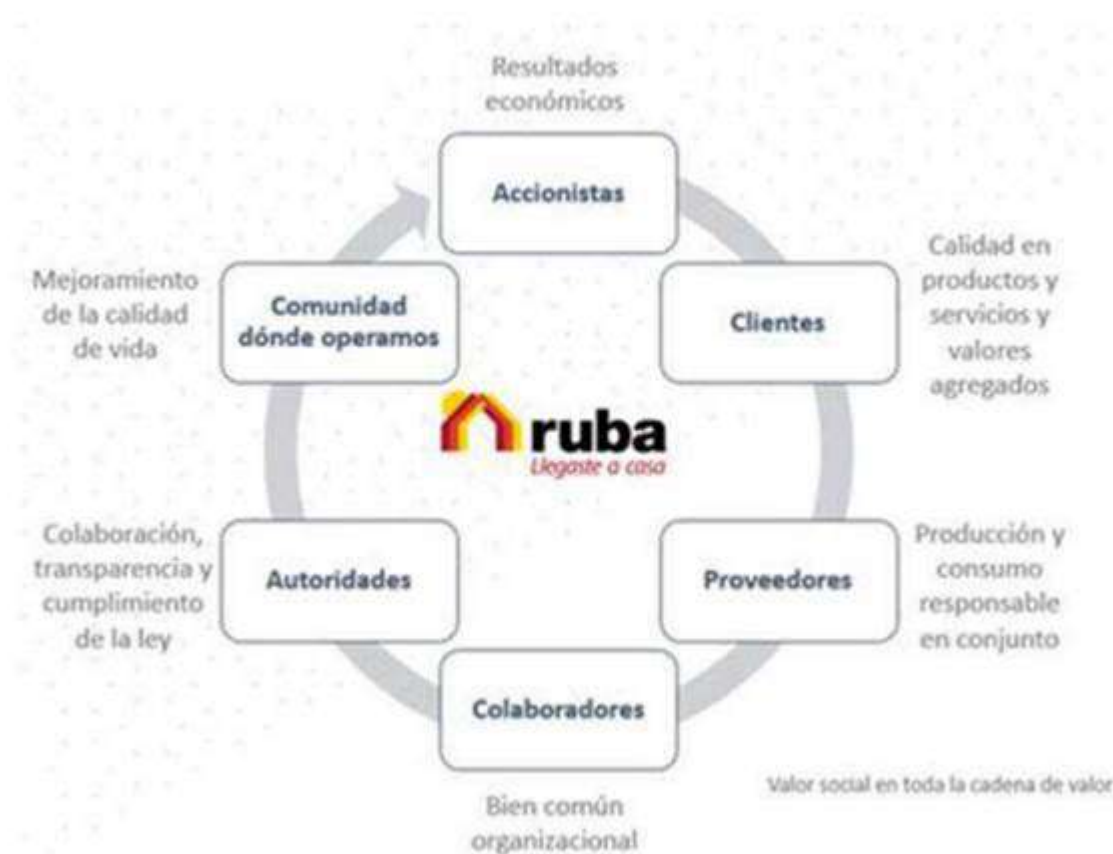 Resultados
económicos
Accionistas
Calidad en
productos y
servicios y
valores
agregados
Clientes
Mejoramiento
de la calidad
de vida
Comunidad
dónde operamos
ruba
Llegaste a casa
Colaboración,
transparencia y
cumplimiento
de la ley
Autoridades
Proveedores
Producción y
consumo
responsable
en conjunto
Colaboradores
Bien común
organizacional
Valor social en toda la cadena de valor